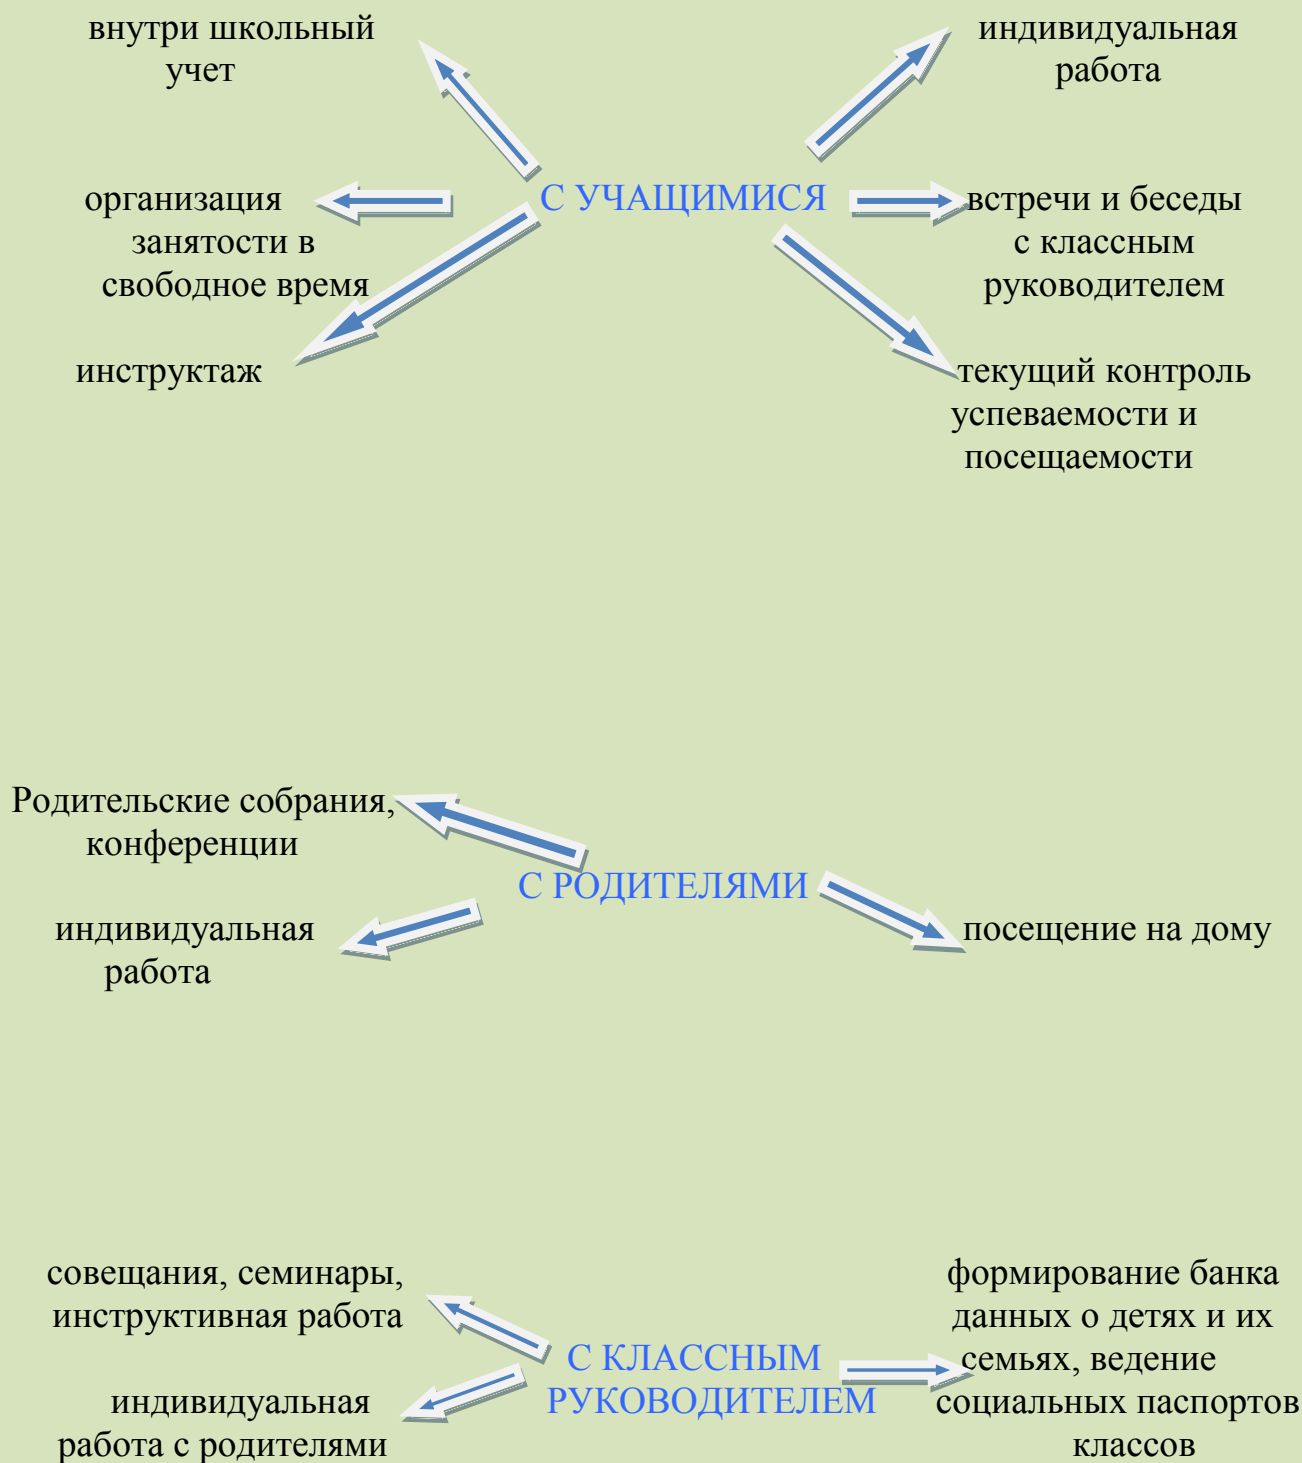 внутри школьный
учет
индивидуальная
работа
С УЧАЩИМИСЯ
организация
занятости в
свободное время
встречи и беседы
с классным
руководителем
инструктаж
текущий контроль
успеваемости и
посещаемости
Родительские собрания,
конференции
С РОДИТЕЛЯМИ
индивидуальная
работа
посещение на дому
совещания, семинары,
инструктивная работа
С КЛАССНЫМ
РУКОВОДИТЕЛЕМ
индивидуальная
работа с родителями
формирование банка
данных о детях и их
семьях, ведение
социальных паспортов
классов